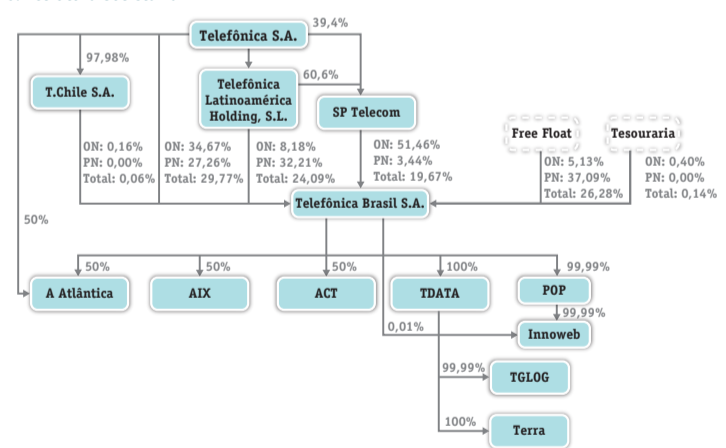 Telefônica S.A.
39,4%
97,98%
T.Chile S.A.
Telefônica
Latinoamérica
Holding, S.L.
60,6%
SP Telecom
Free Float
Tesouraria
ON: 0,16%
PN: 0,00%
Total: 0,06%
ON: 34,67%
PN: 27,26%
Total: 29,77%
ON: 8,18%
PN: 32,21%
Total: 24,09%
ON: 51,46%
PN: 3,44%
Total: 19,67%
ON: 5,13%
PN: 37,09%
Total: 26,28%
ON: 0,40%
PN: 0,00%
Total: 0,14%
Telefônica Brasil S.A.
50%
50%
50%
50%
100%
99,99%
A Atlântica
AIX
ACT
TDATA
POP
99,99%
0,01%
Innoweb
99,99%
TGLOG
100%
Terra